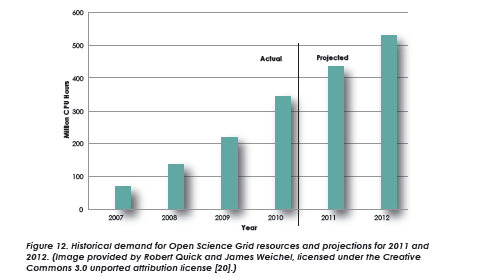 600
500
400
300
200
100
0
Million CPU Hours
Actual
Projected
2007 2008 2009 2010 2011 2012
Year
Figure 12. Historical demand for Open Science Grid resources and projections for 2011 and
2012. (Image provided by Robert Quick and James Weichel, licensed under the Creative
Commons 3.0 unported attribution license [20].)